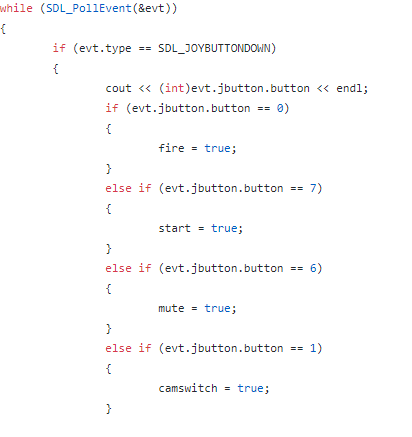 while (SDL_PollEvent(&evt))
{
if (evt.type == SDL_JOYBUTTONDOWN)
{
cout << (int)evt.jbutton.button << endl;
if (evt.jbutton.button == 0)
{
fire = true;
}
else if (evt.jbutton.button == 7)
{
start = true;
}
else if (evt.jbutton.button == 6)
{
mute = true;
}
else if (evt.jbutton.button == 1)
{
camswitch = true;
}